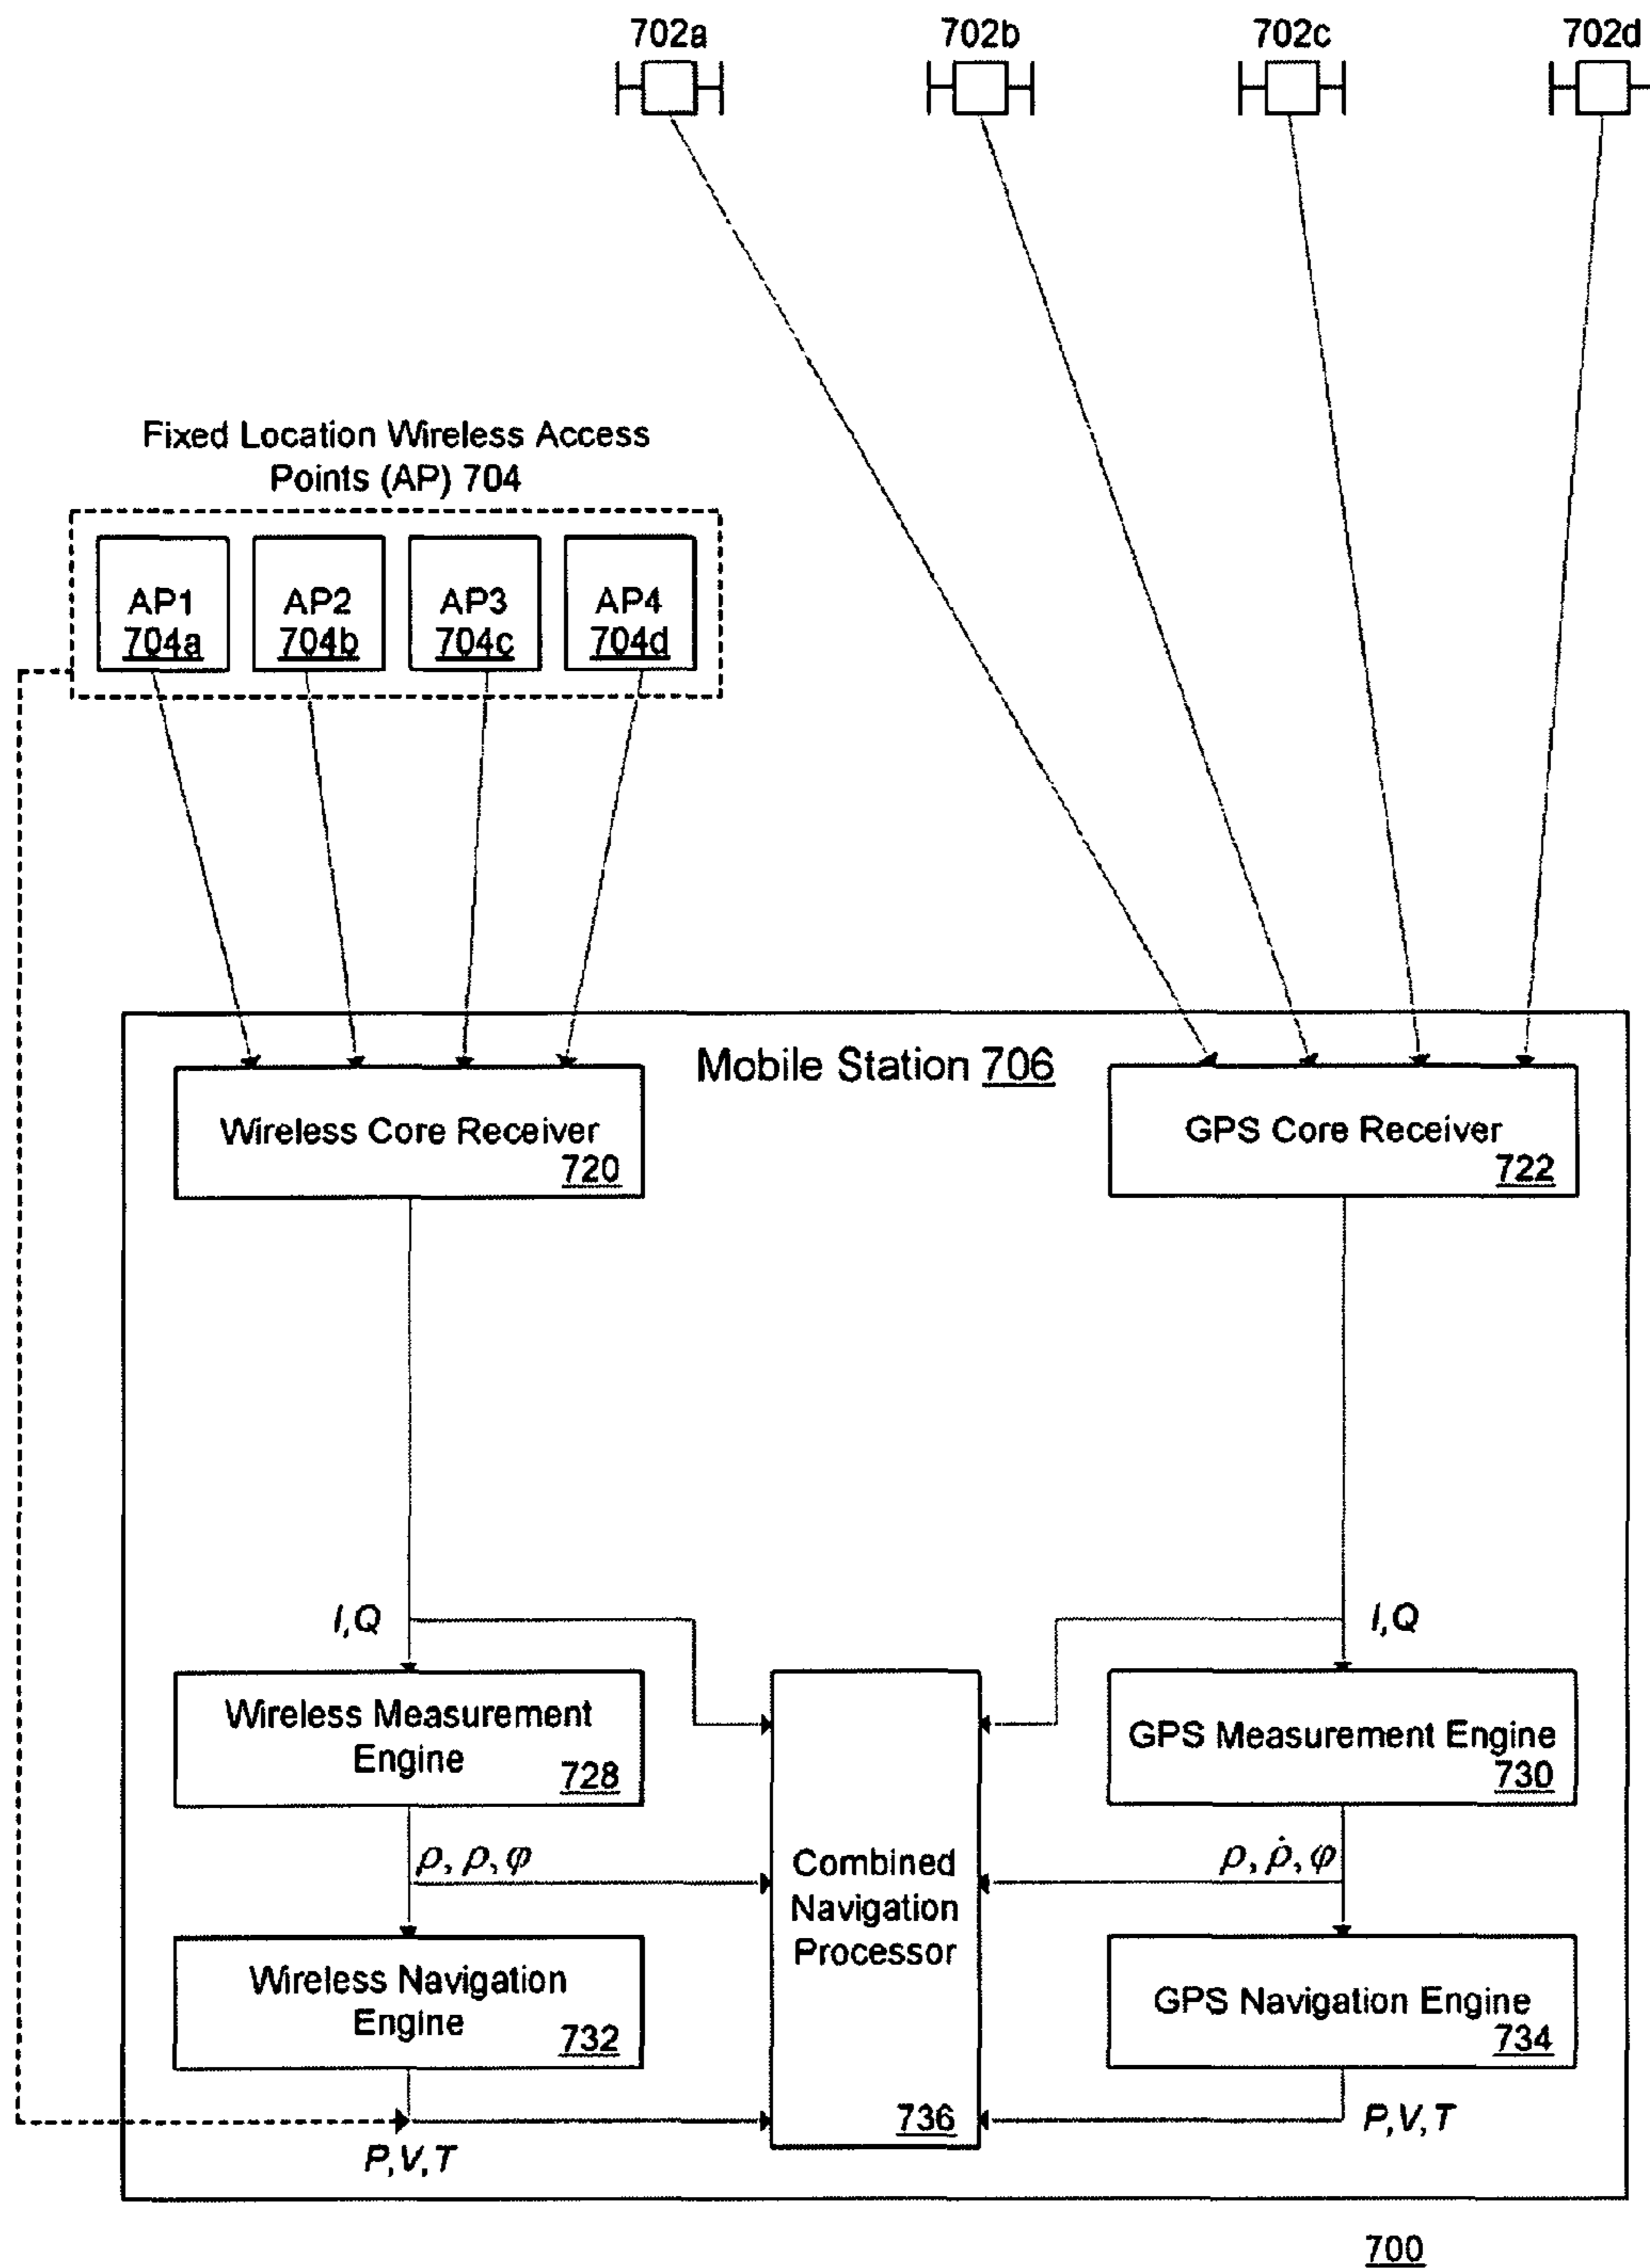 702a 702b 702c 702d
Fixed Location Wireless Access
Points (AP) 704
AP1 AP2 AP3 AP4
704a 704b 704c 704d
Mobile Station 706
Wireless Core Receiver
720
GPS Core Receiver
722
I,Q
I,Q
Wireless Measurement
Engine
728
GPS Measurement Engine
730
ρ, ρ, φ
ρ, ρ̇, φ
Combined
Navigation
Processor
736
Wireless Navigation
Engine
732
GPS Navigation Engine
734
P,V,T
P,V,T
700